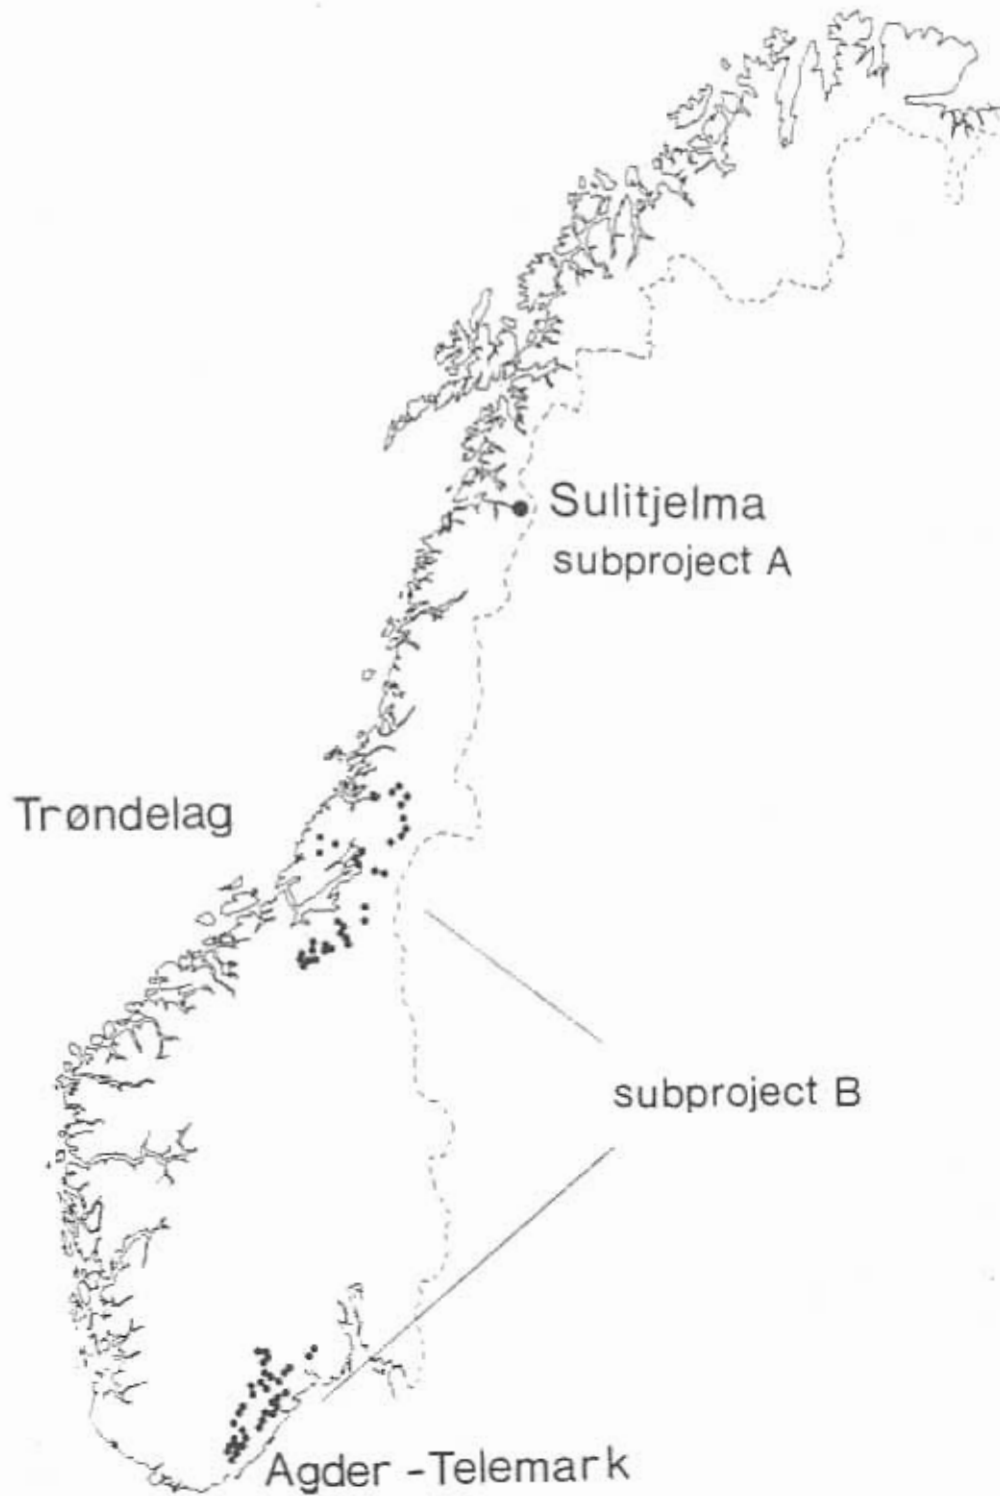 Sulitjelma
subproject A
Trøndelag
subproject B
Agder - Telemark